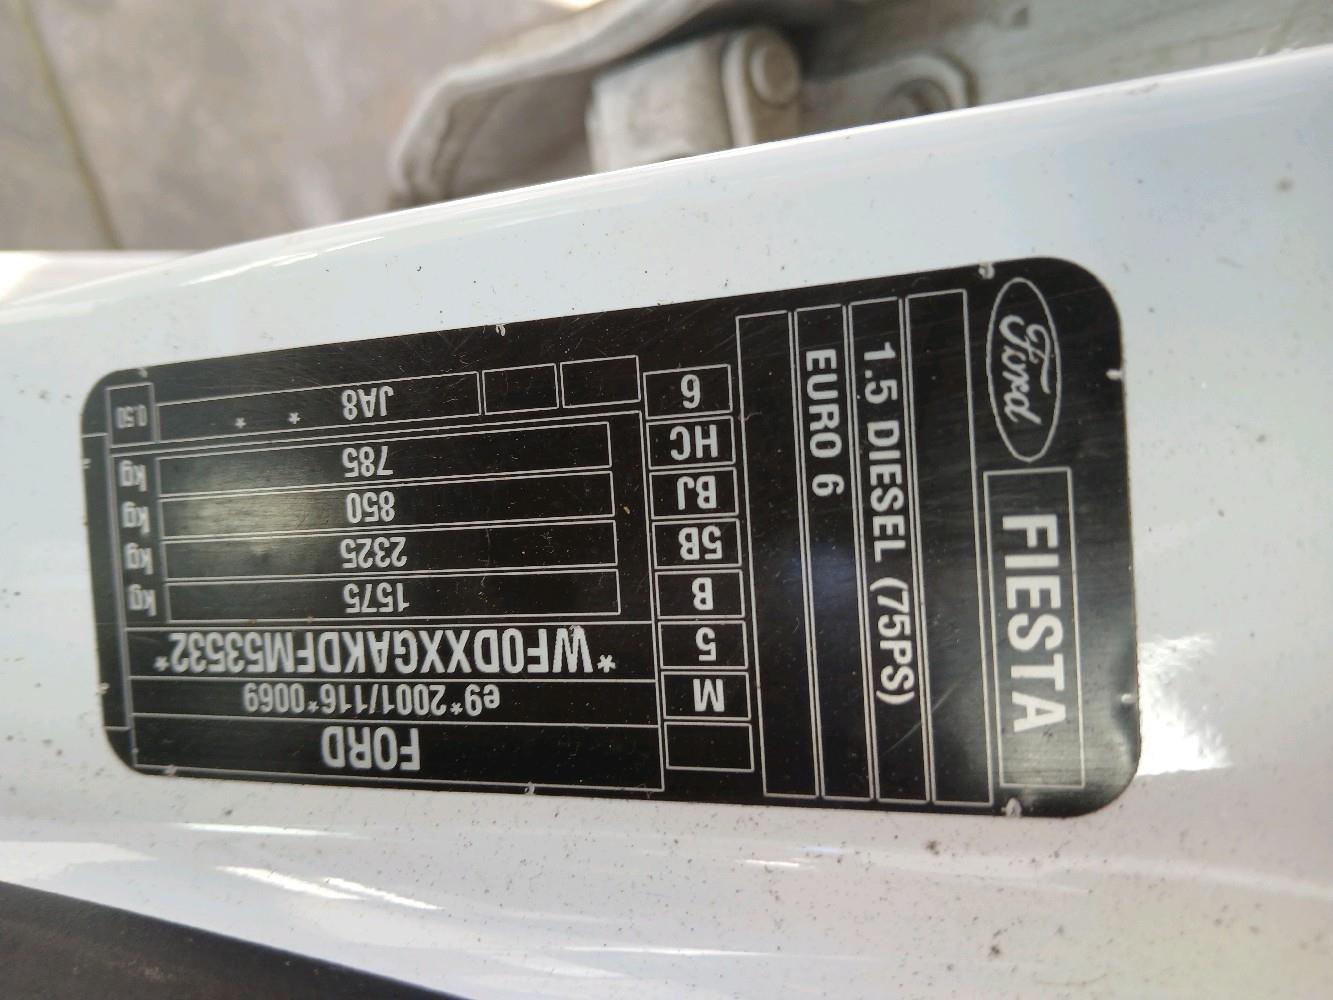 Ford
FIESTA
1.5 DIESEL (75PS)
EURO 6
FORD
e9*2001/116*0069
*WF0DXXGAKDFM53532*
1575 kg
2325 kg
850 kg
785 kg
* * JA8 0.50
M
5
B
5B
BJ
HC
6